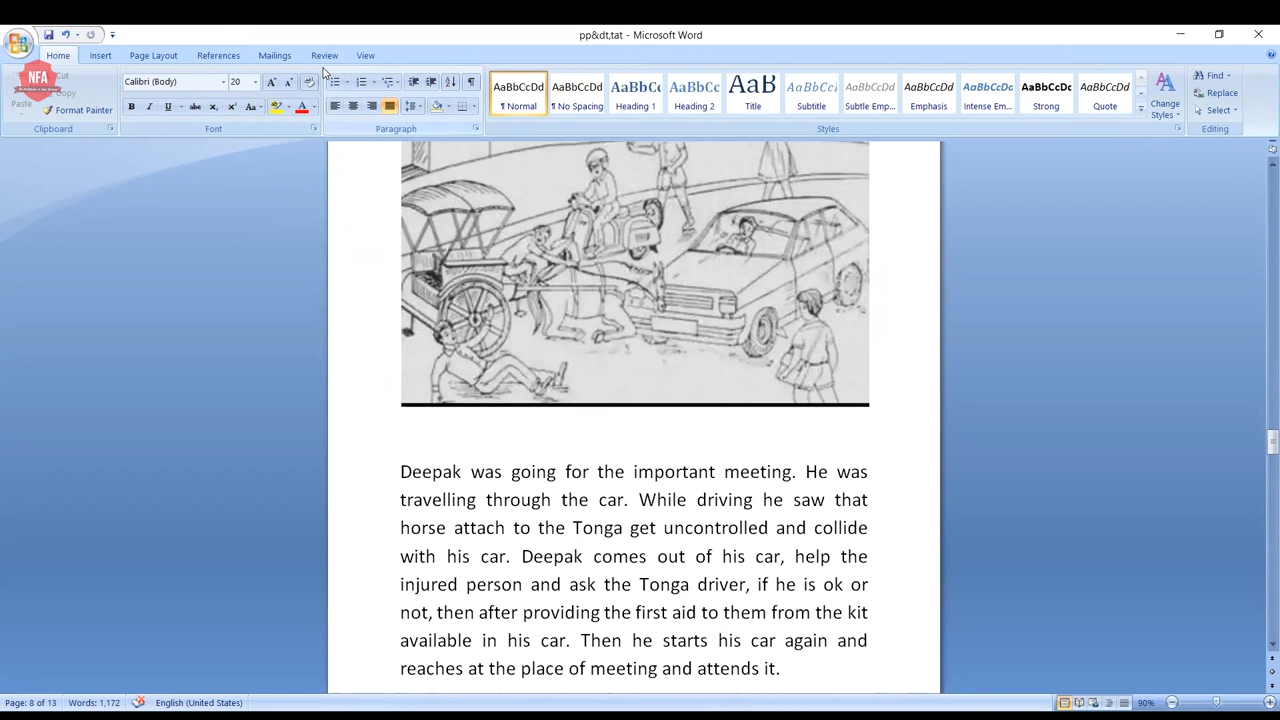 pp&dt,tat - Microsoft Word
Home Insert Page Layout References Mailings Review View
NFA
Cut
Copy
Paste
Format Painter
Calibri (Body) 20
AaBbCcDd AaBbCcDd AaBbCc AaBbCc AaB AaBbCcI AaBbCcDd AaBbCcDd AaBbCcDd AaBbCcDd AaBbCcDd
¶ Normal ¶ No Spacing Heading 1 Heading 2 Title Subtitle Subtle Emp... Emphasis Intense Em... Strong Quote
Change Styles
Find
Replace
Select
Clipboard Font Paragraph Styles Editing
Deepak was going for the important meeting. He was
travelling through the car. While driving he saw that
horse attach to the Tonga get uncontrolled and collide
with his car. Deepak comes out of his car, help the
injured person and ask the Tonga driver, if he is ok or
not, then after providing the first aid to them from the kit
available in his car. Then he starts his car again and
reaches at the place of meeting and attends it.
Page: 8 of 13 Words: 1,172 English (United States) 90%